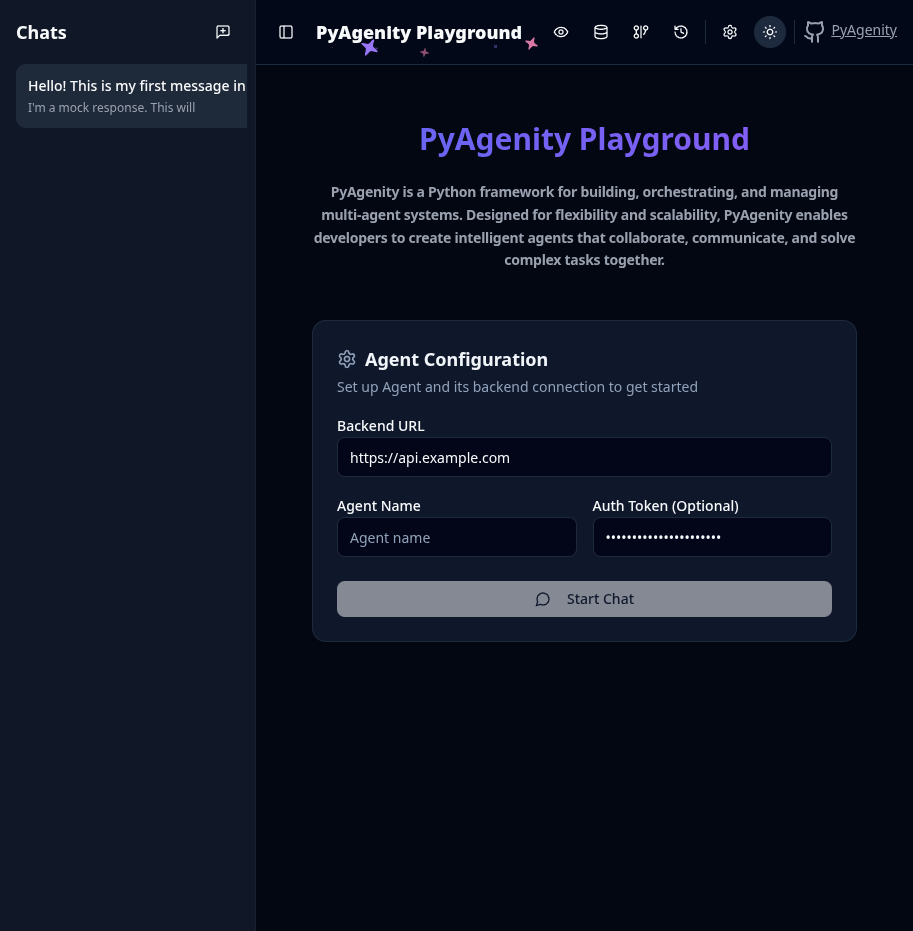 Chats
Hello! This is my first message in
I'm a mock response. This will
PyAgenity Playground
PyAgenity
PyAgenity Playground
PyAgenity is a Python framework for building, orchestrating, and managing
multi-agent systems. Designed for flexibility and scalability, PyAgenity enables
developers to create intelligent agents that collaborate, communicate, and solve
complex tasks together.
Agent Configuration
Set up Agent and its backend connection to get started
Backend URL
https://api.example.com
Agent Name
Auth Token (Optional)
Agent name
••••••••••••••••••••••
Start Chat